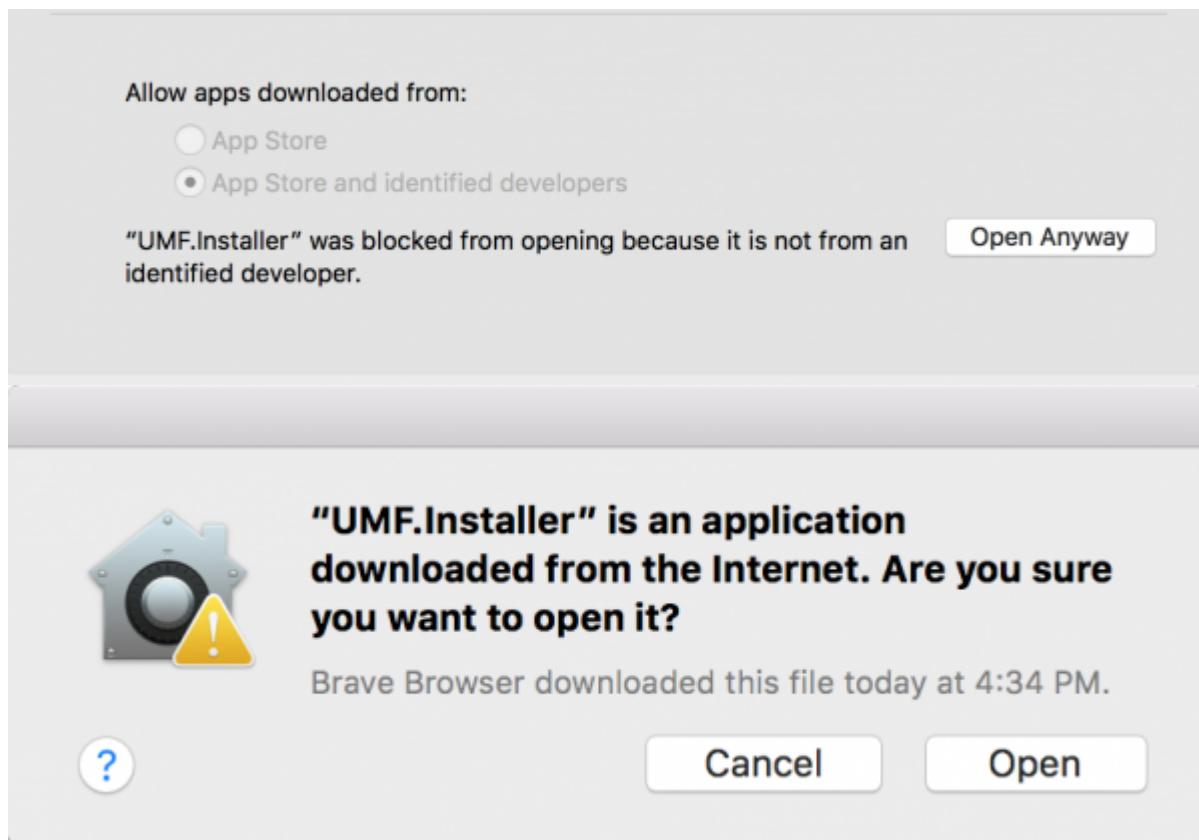 Allow apps downloaded from:
App Store
App Store and identified developers
“UMF.Installer” was blocked from opening because it is not from an
Open Anyway
identified developer.
“UMF.Installer” is an application
downloaded from the Internet. Are you sure
you want to open it?
Brave Browser downloaded this file today at 4:34 PM.
?
Cancel
Open